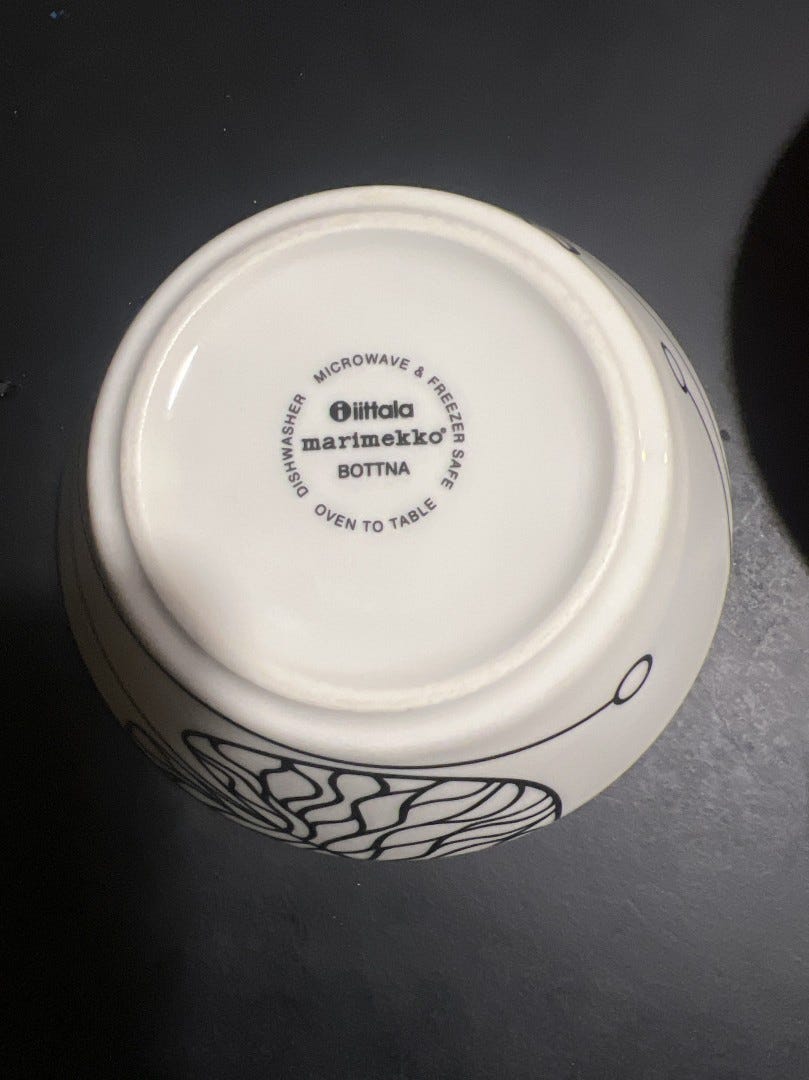 DISHWASHER MICROWAVE & FREEZER SAFE
iittala
marimekko®
BOTTNA
OVEN TO TABLE